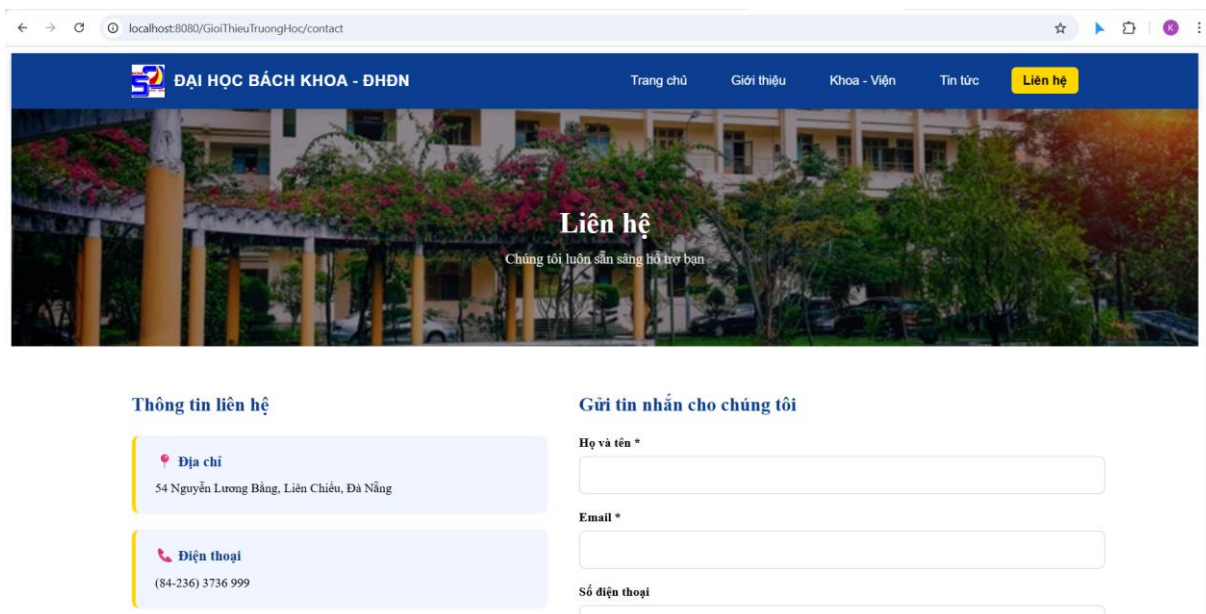 localhost:8080/GioiThieuTruongHoc/contact
K
ĐẠI HỌC BÁCH KHOA - ĐHĐN
Trang chủ
Giới thiệu
Khoa - Viện
Tin tức
Liên hệ
Liên hệ
Chúng tôi luôn sẵn sàng hỗ trợ bạn
Thông tin liên hệ
📍 Địa chỉ
54 Nguyễn Lương Bằng, Liên Chiểu, Đà Nẵng
📞 Điện thoại
(84-236) 3736 999
Gửi tin nhắn cho chúng tôi
Họ và tên *
Email *
Số điện thoại